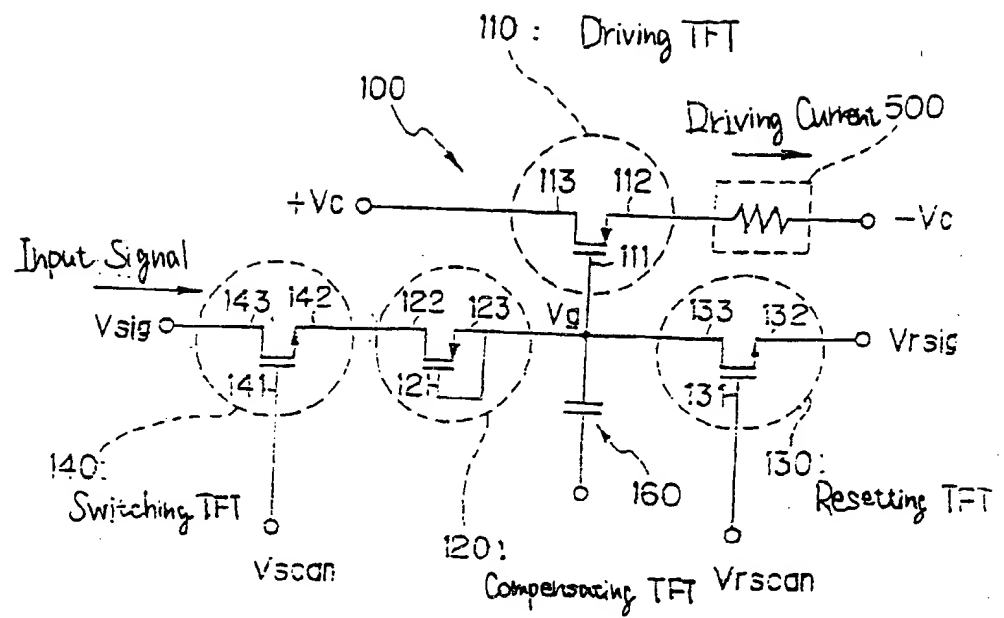 110: Driving TFT
100
Driving Current 500
113 112
+Vc
-Vc
111
Input Signal
143 142 122 123 Vg 133 132
Vsig
Vrsig
141 121 131
140:
Switching TFT
160
130:
Resetting TFT
120:
Vscan
Compensating TFT
Vrscan